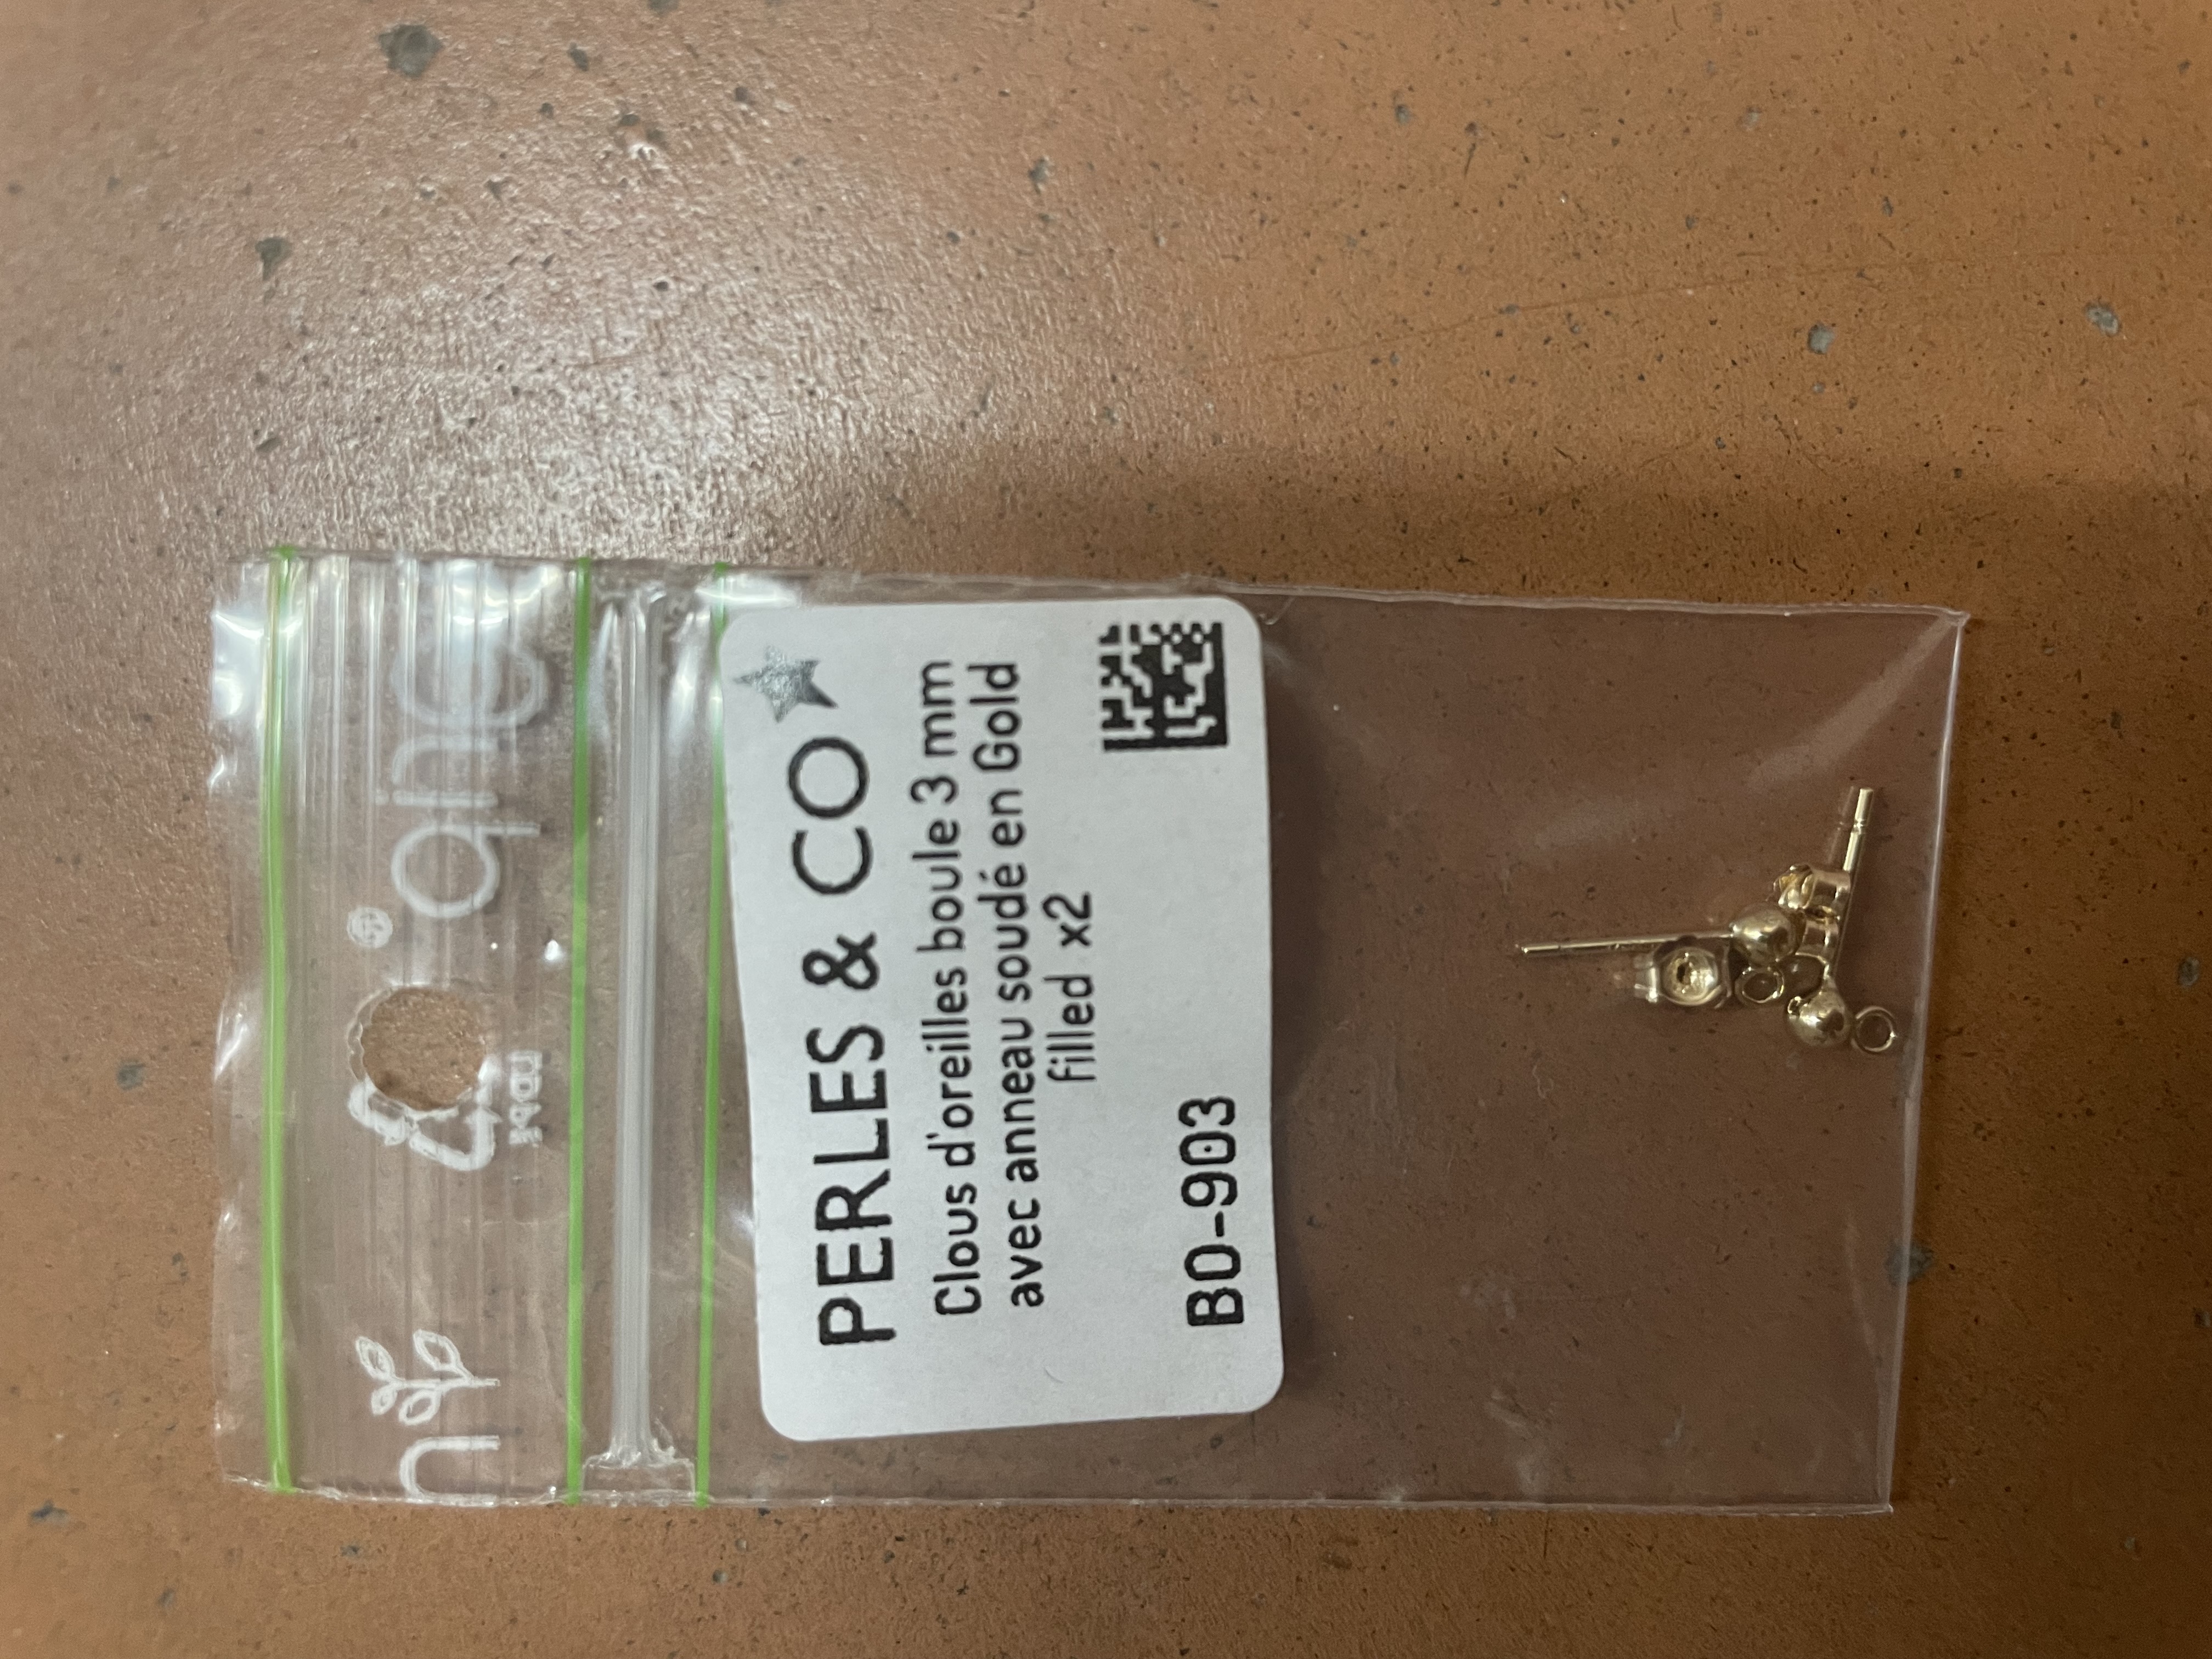 PERLES & CO
Clous d'oreilles boule 3 mm
avec anneau soudé en Gold
filled x2
BO-903